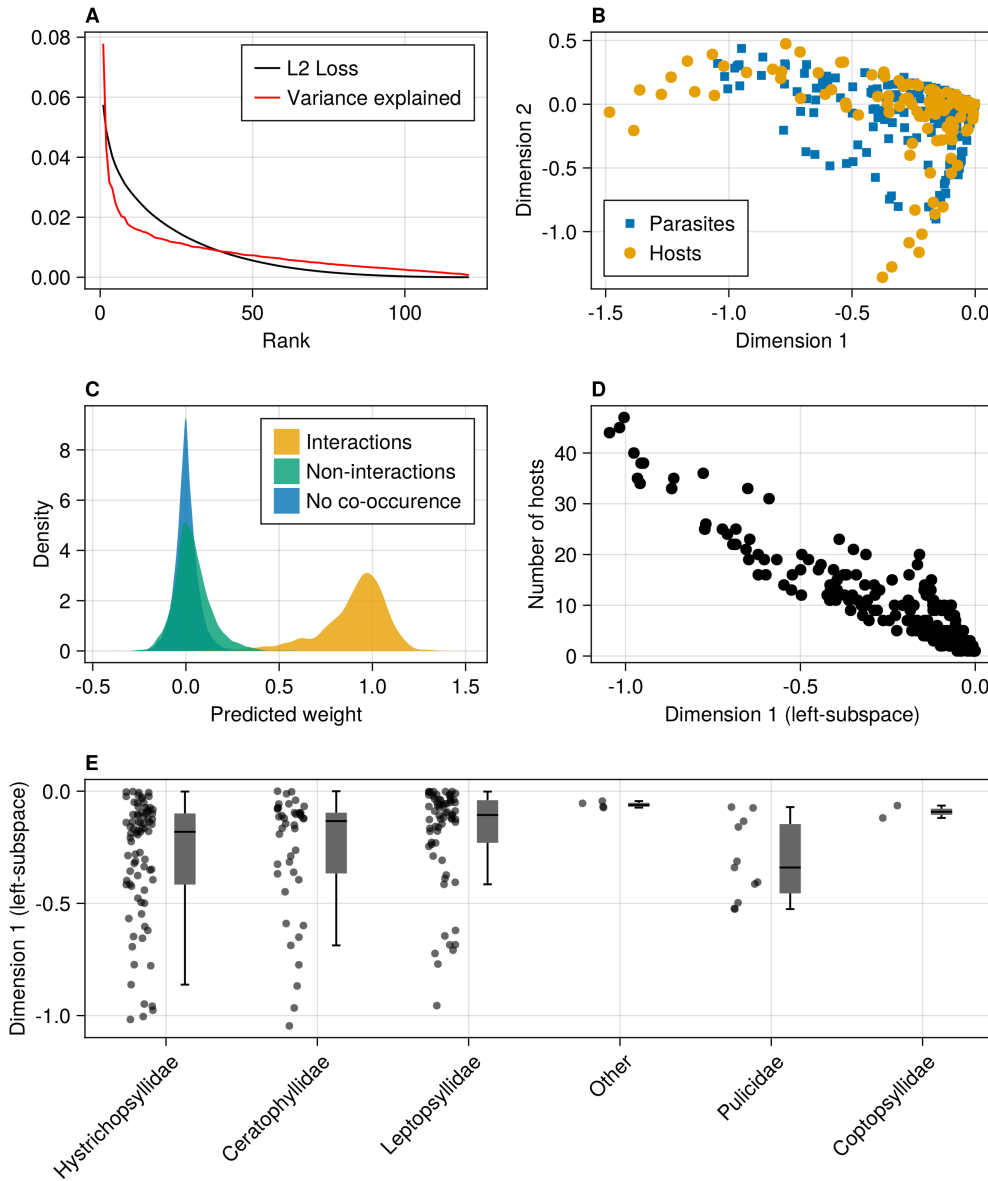 A
0.08
0.06
0.04
0.02
0.00
L2 Loss
Variance explained
0
50
100
Rank
B
0.5
0.0
-0.5
-1.0
Dimension 2
Parasites
Hosts
-1.5
-1.0
-0.5
0.0
Dimension 1
C
8
6
4
2
0
Density
Interactions
Non-interactions
No co-occurence
-0.5
0.0
0.5
1.0
1.5
Predicted weight
D
40
30
20
10
0
Number of hosts
-1.0
-0.5
0.0
Dimension 1 (left-subspace)
E
0.0
-0.5
-1.0
Dimension 1 (left-subspace)
Hystrichopsyllidae
Ceratophyllidae
Leptopsyllidae
Other
Pulicidae
Coptopsyllidae